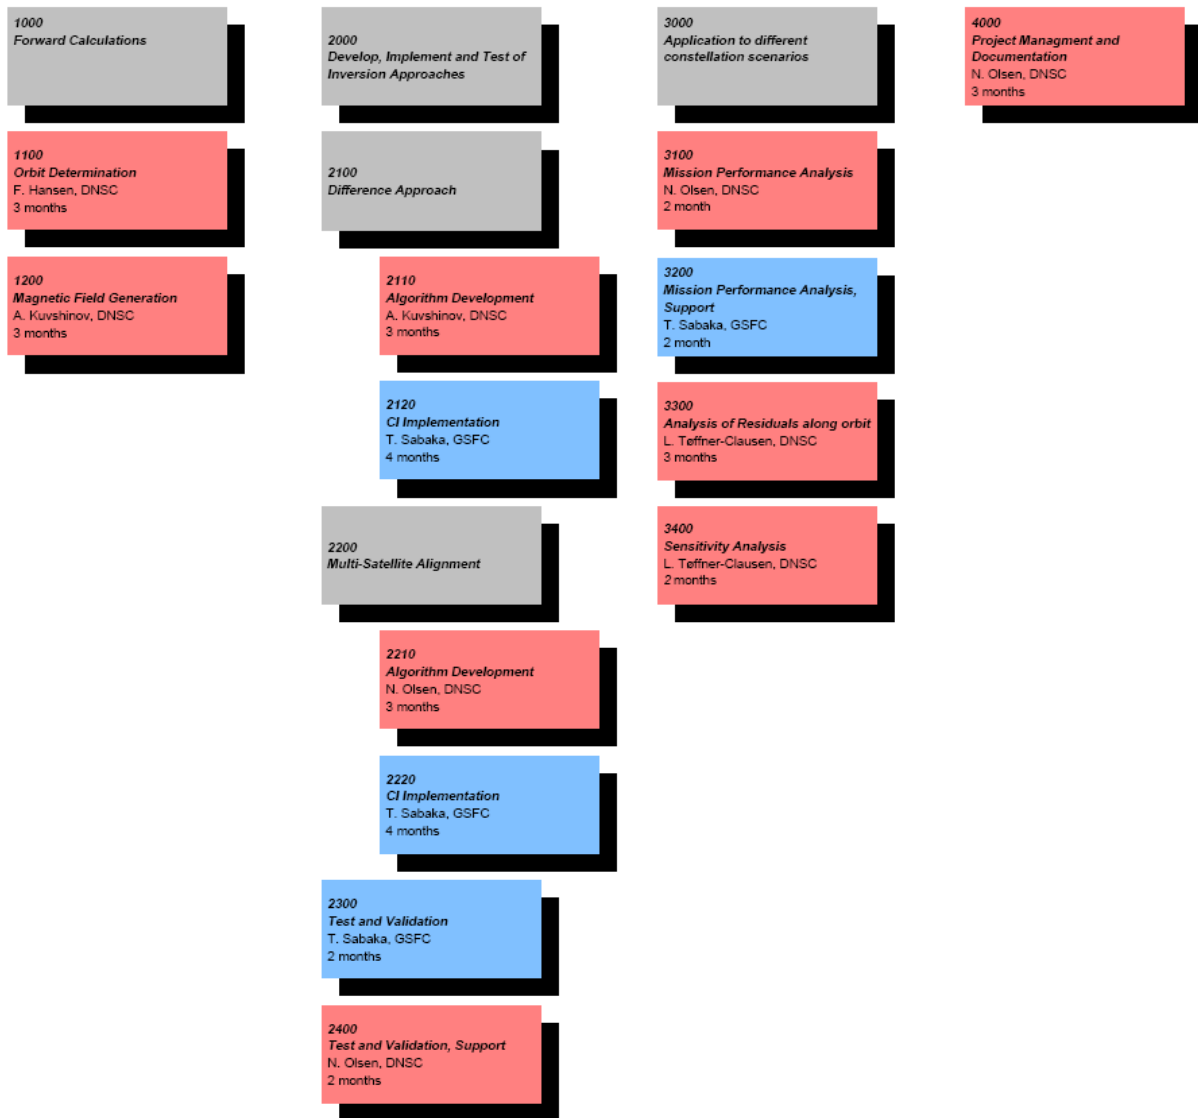 1000
Forward Calculations
1100
Orbit Determination
F. Hansen, DNSC
3 months
1200
Magnetic Field Generation
A. Kuvshinov, DNSC
3 months
2000
Develop, Implement and Test of
Inversion Approaches
2100
Difference Approach
2110
Algorithm Development
A. Kuvshinov, DNSC
3 months
2120
CI Implementation
T. Sabaka, GSFC
4 months
2200
Multi-Satellite Alignment
2210
Algorithm Development
N. Olsen, DNSC
3 months
2220
CI Implementation
T. Sabaka, GSFC
4 months
2300
Test and Validation
T. Sabaka, GSFC
2 months
2400
Test and Validation, Support
N. Olsen, DNSC
2 months
3000
Application to different
constellation scenarios
3100
Mission Performance Analysis
N. Olsen, DNSC
2 month
3200
Mission Performance Analysis,
Support
T. Sabaka, GSFC
2 month
3300
Analysis of Residuals along orbit
L. Tøffner-Clausen, DNSC
3 months
3400
Sensitivity Analysis
L. Tøffner-Clausen, DNSC
2 months
4000
Project Managment and
Documentation
N. Olsen, DNSC
3 months